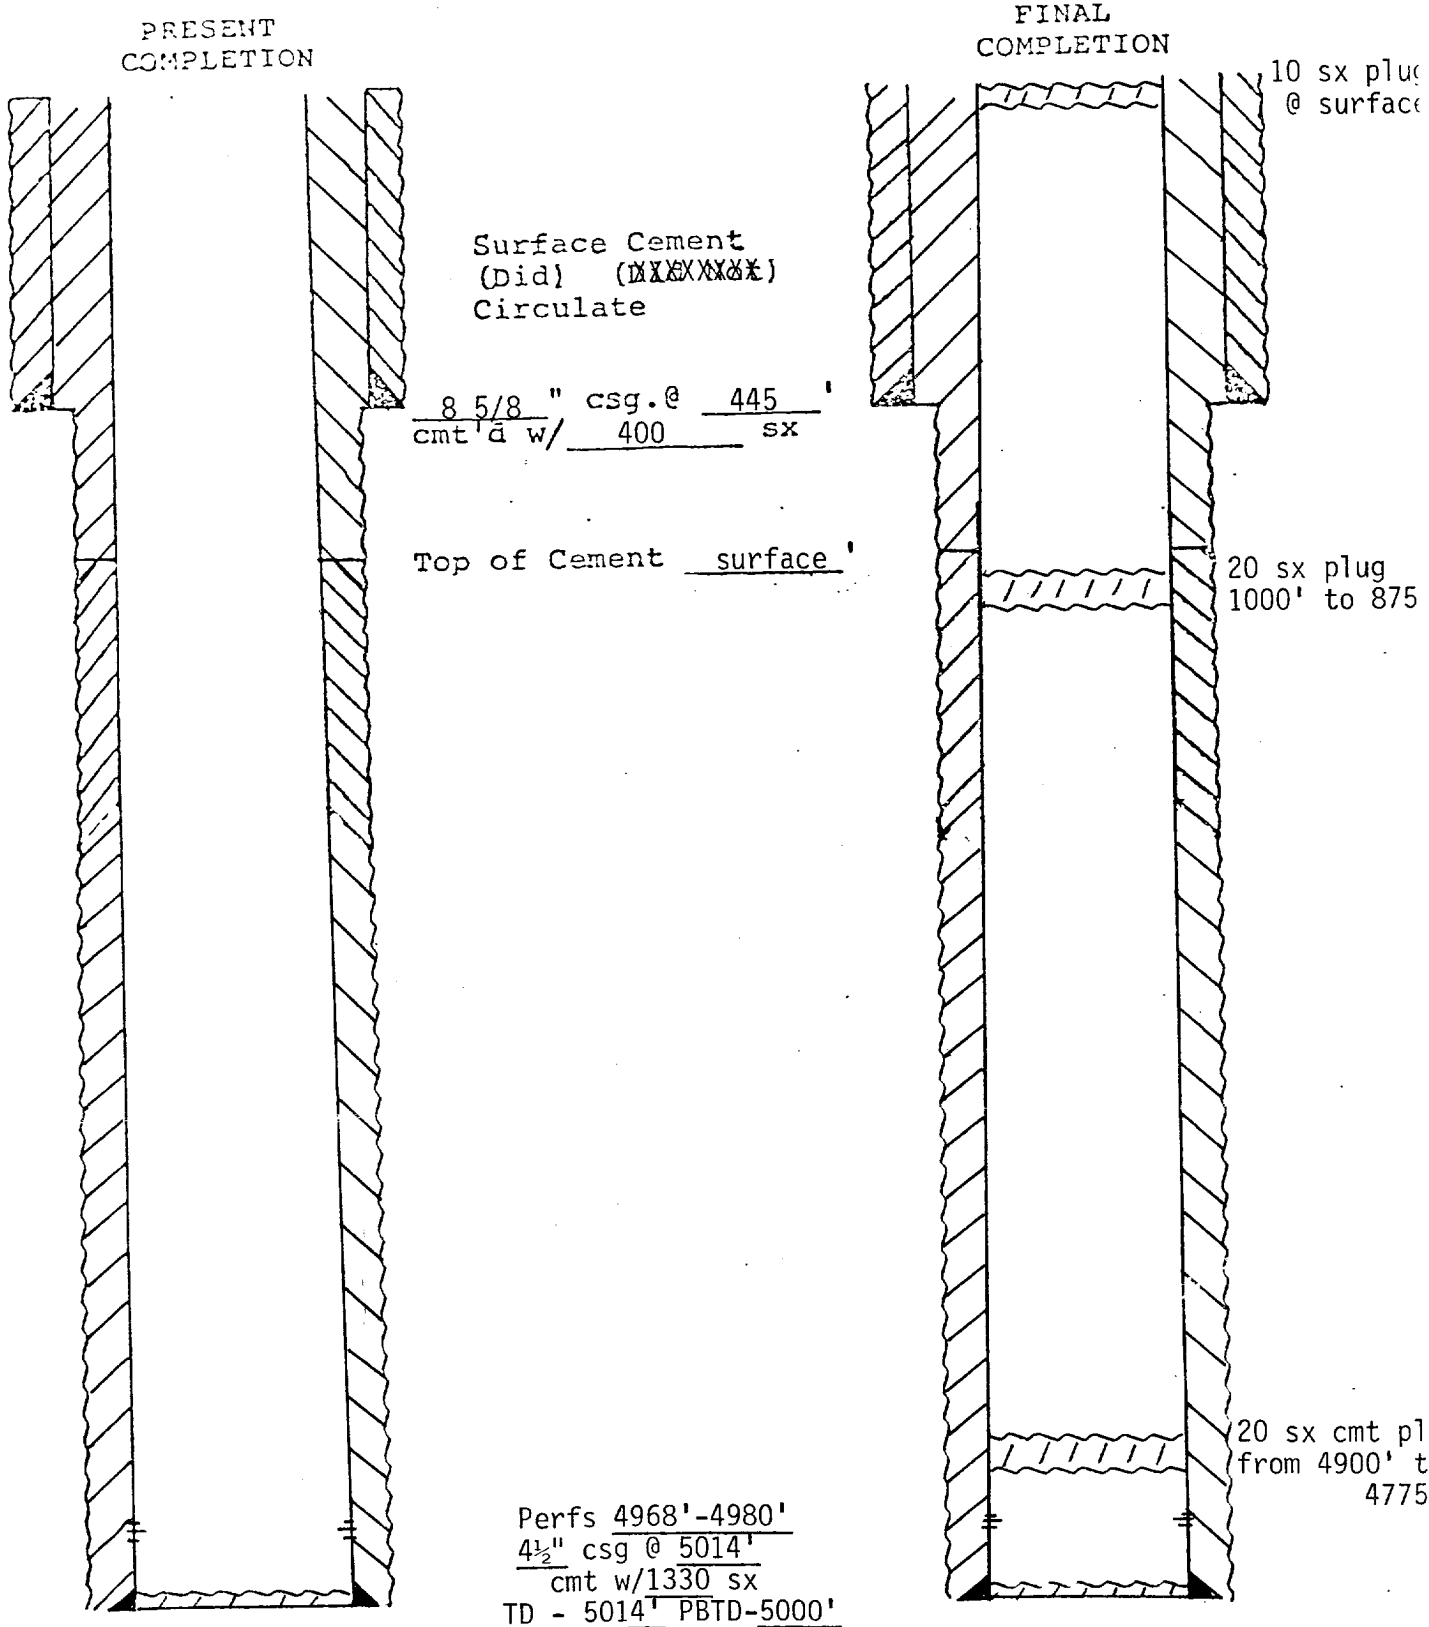 PRESENT
COMPLETION
FINAL
COMPLETION
10 sx plug
@ surface
Surface Cement
(Did) (XXXXXXXX)
Circulate
8 5/8 " csg.@ 445 '
cmt'd w/ 400 sx
Top of Cement surface '
20 sx plug
1000' to 875
20 sx cmt pl
from 4900' t
4775
Perfs 4968'-4980'
4½" csg @ 5014'
cmt w/1330 sx
TD - 5014' PBTD-5000'